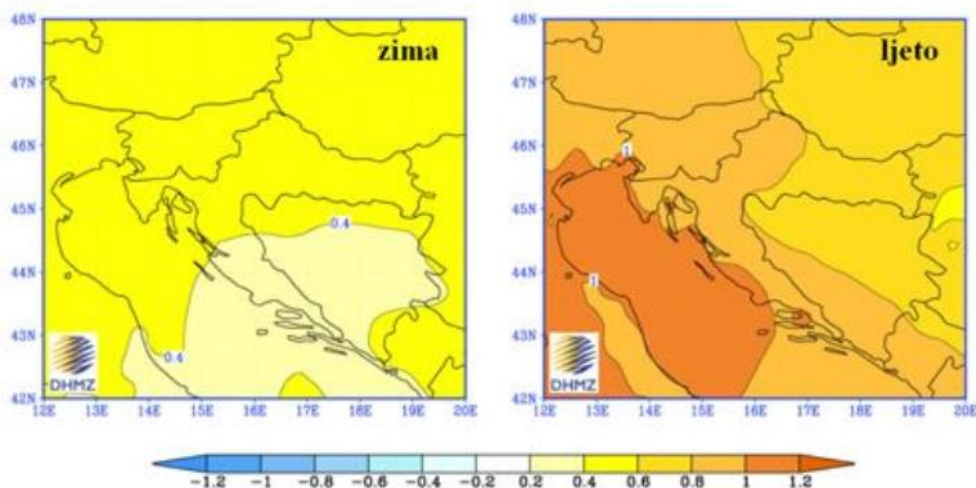 zima
ljeto
48N
48N
47N
47N
46N
46N
1
45N
45N
0.4
44N
44N
1
43N
43N
0.4
DHMZ
DHMZ
42N
42N
12E 13E 14E 15E 16E 17E 18E 19E 20E
12E 13E 14E 15E 16E 17E 18E 19E 20E
-1.2 -1 -0.8 -0.6 -0.4 -0.2 0.2 0.4 0.6 0.8 1 1.2